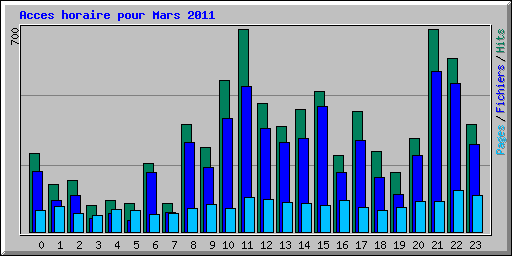 Acces horaire pour Mars 2011
700
Pages / Fichiers / Hits
0 1 2 3 4 5 6 7 8 9 10 11 12 13 14 15 16 17 18 19 20 21 22 23